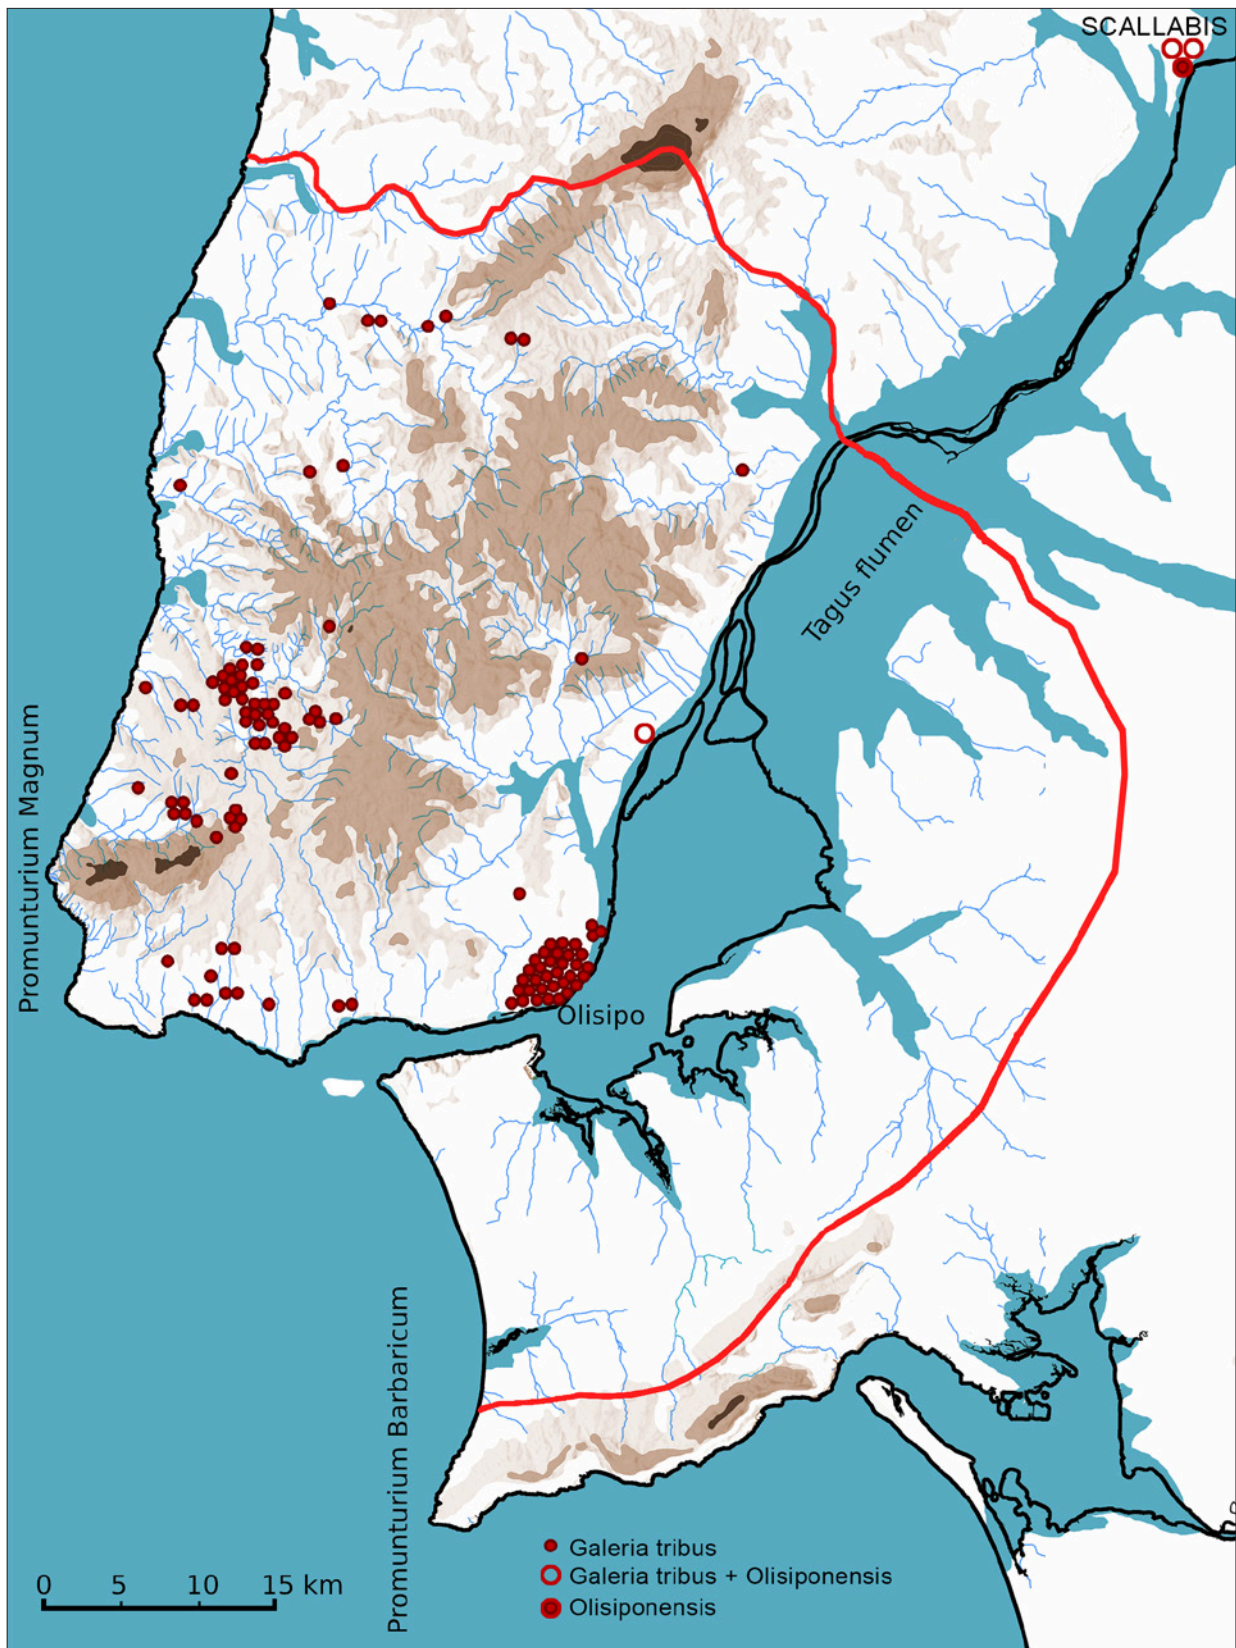 SCALLABIS
Tagus flumen
Promunturium Magnum
Olisipo
Promunturium Barbaricum
Galeria tribus
Galeria tribus + Olisiponensis
Olisiponensis
0 5 10 15 km